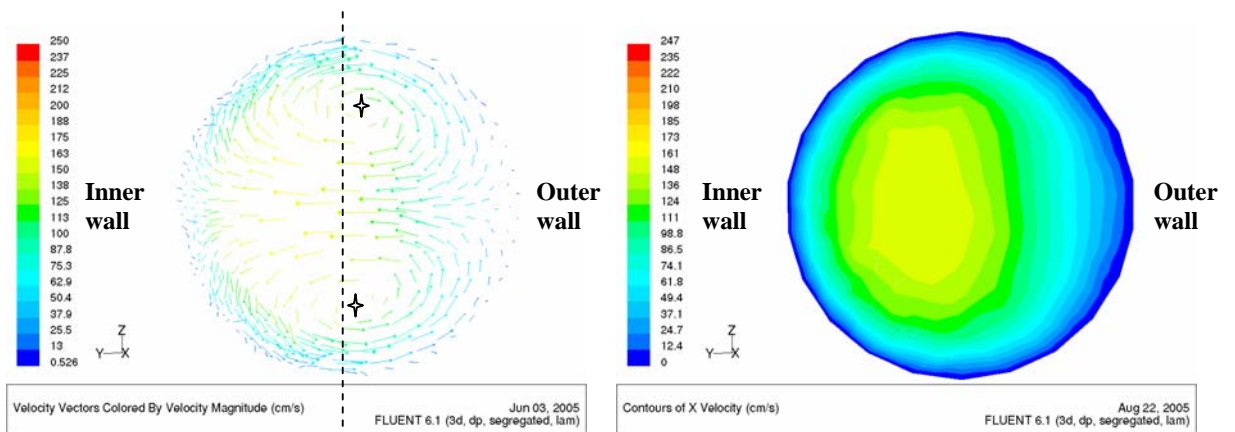 250
237
225
212
200
188
175
163
150
138
125
113
100
87.8
75.3
62.9
50.4
37.9
25.5
13
0.526
Inner
wall
Outer
wall
Z
Y X
Velocity Vectors Colored By Velocity Magnitude (cm/s)
Jun 03, 2005
FLUENT 6.1 (3d, dp, segregated, lam)
247
235
222
210
198
185
173
161
148
136
124
111
98.8
86.5
74.1
61.8
49.4
37.1
24.7
12.4
0
Inner
wall
Outer
wall
Z
Y X
Contours of X Velocity (cm/s)
Aug 22, 2005
FLUENT 6.1 (3d, dp, segregated, lam)